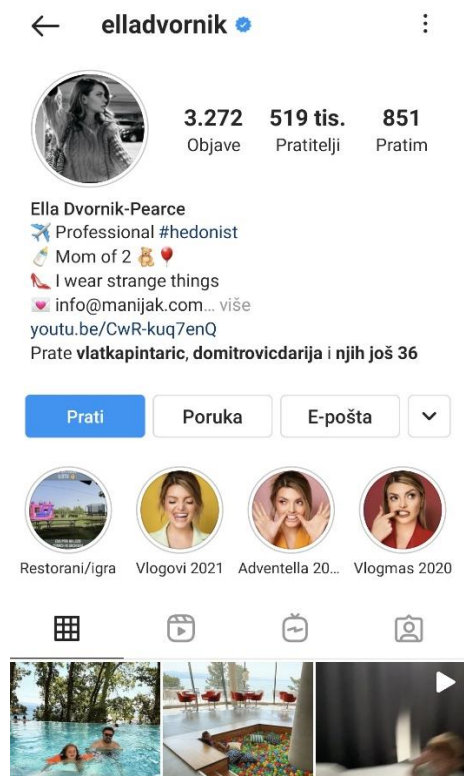 elladvornik
3.272 519 tis. 851
Objave Pratitelji Pratim
Ella Dvornik-Pearce
Professional #hedonist
Mom of 2
I wear strange things
info@manijak.com... više
youtu.be/CwR-kuq7enQ
Prate vlatkapintaric, domitrovicdarija i njih još 36
Prati Poruka E-pošta
Restorani/igra Vlogovi 2021 Adventella 20... Vlogmas 2020